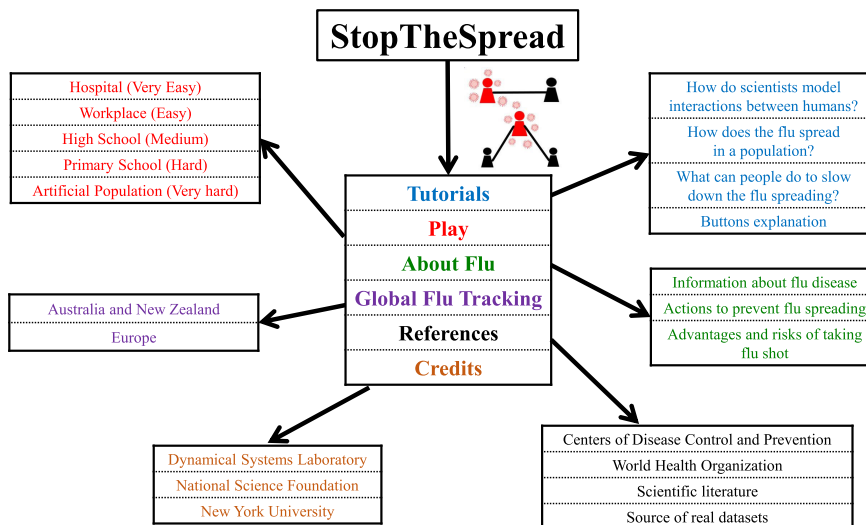 StopTheSpread
Hospital (Very Easy)
Workplace (Easy)
High School (Medium)
Primary School (Hard)
Artificial Population (Very hard)
How do scientists model
interactions between humans?
How does the flu spread
in a population?
What can people do to slow
down the flu spreading?
Buttons explanation
Tutorials
Play
About Flu
Global Flu Tracking
References
Credits
Australia and New Zealand
Europe
Information about flu disease
Actions to prevent flu spreading
Advantages and risks of taking
flu shot
Dynamical Systems Laboratory
National Science Foundation
New York University
Centers of Disease Control and Prevention
World Health Organization
Scientific literature
Source of real datasets